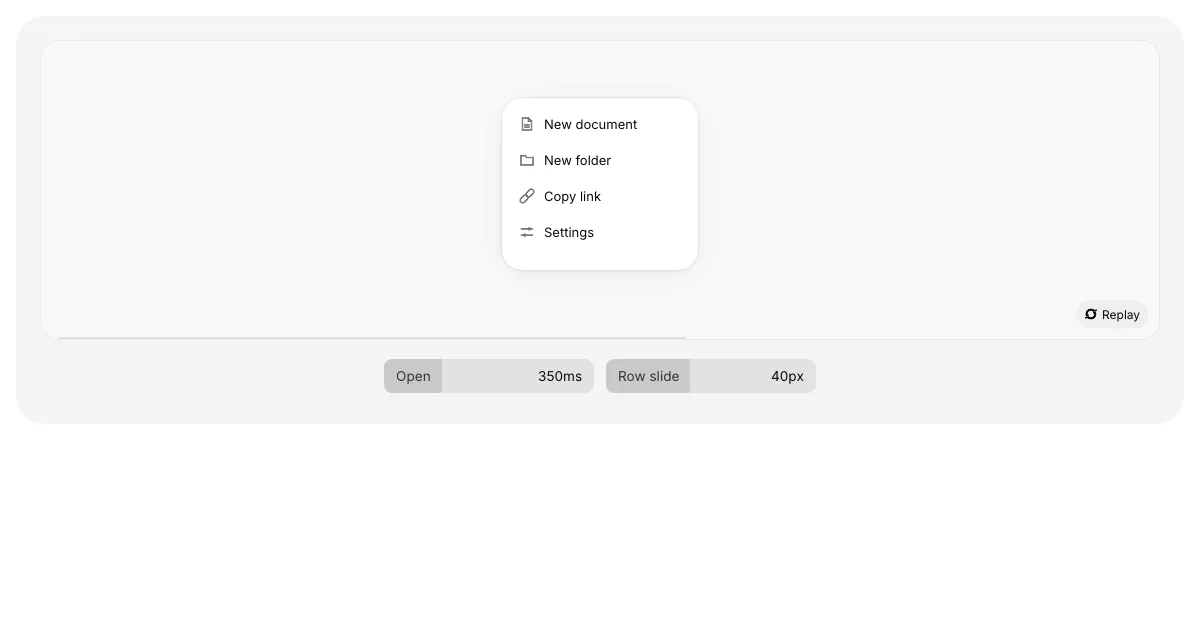 New document
New folder
Copy link
Settings
Replay
Open 350ms Row slide 40px